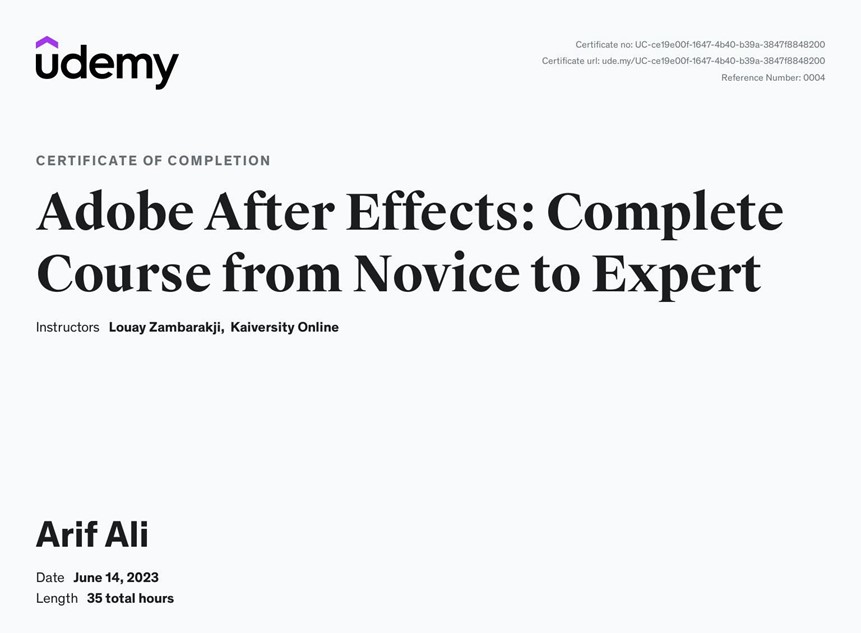 udemy
Certificate no: UC-ce19e00f-1647-4b40-b39a-3847f8848200
Certificate url: ude.my/UC-ce19e00f-1647-4b40-b39a-3847f8848200
Reference Number: 0004
CERTIFICATE OF COMPLETION
Adobe After Effects: Complete
Course from Novice to Expert
Instructors Louay Zambarakji, Kaiversity Online
Arif Ali
Date June 14, 2023
Length 35 total hours